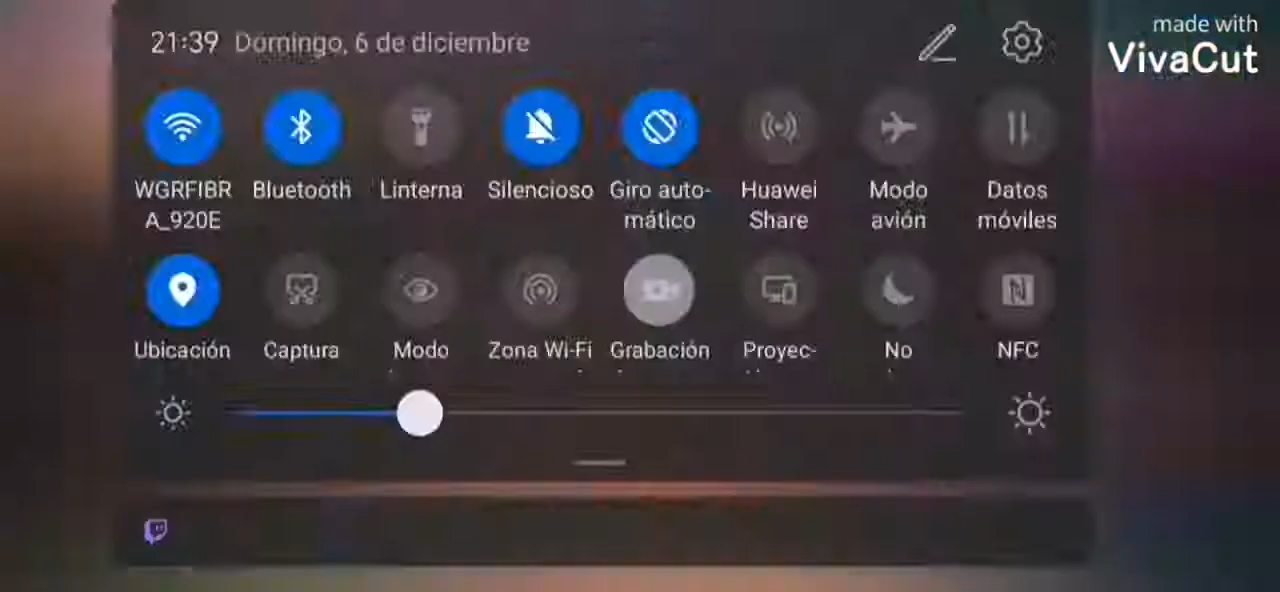 made with
VivaCut
21:39 Domingo, 6 de diciembre
WGRFIBR
A_920E
Bluetooth
Linterna
Silencioso
Giro auto-
mático
Huawei
Share
Modo
avión
Datos
móviles
Ubicación
Captura
Modo
Zona Wi-Fi
Grabación
Proyec-
No
NFC